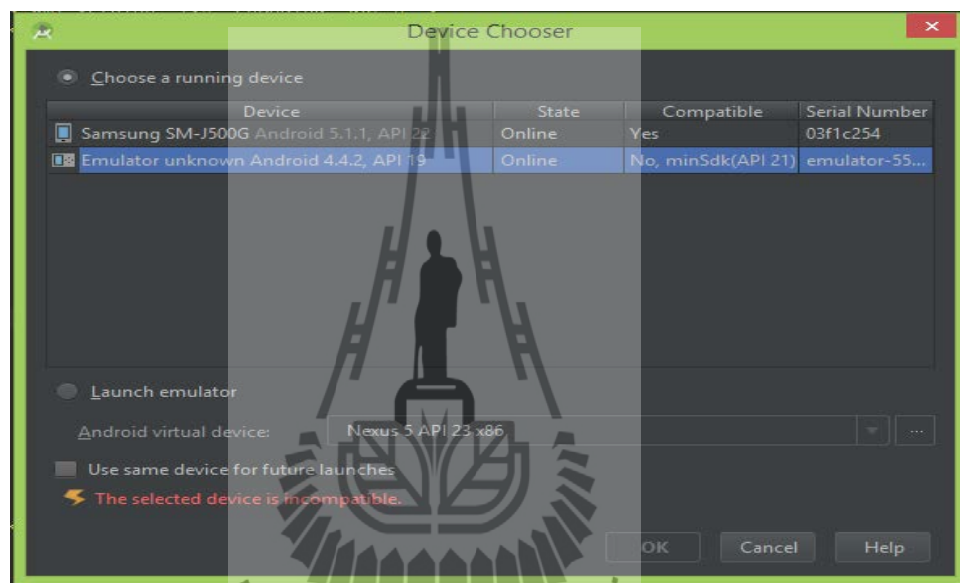 Device Chooser
Choose a running device
Device State Compatible Serial Number
Samsung SM-J500G Android 5.1.1, API 22 Online Yes 03f1c254
Emulator unknown Android 4.4.2, API 19 Online No, minSdk(API 21) emulator-55...
Launch emulator
Android virtual device: Nexus 5 API 23 x86 ...
Use same device for future launches
The selected device is incompatible.
OK Cancel Help